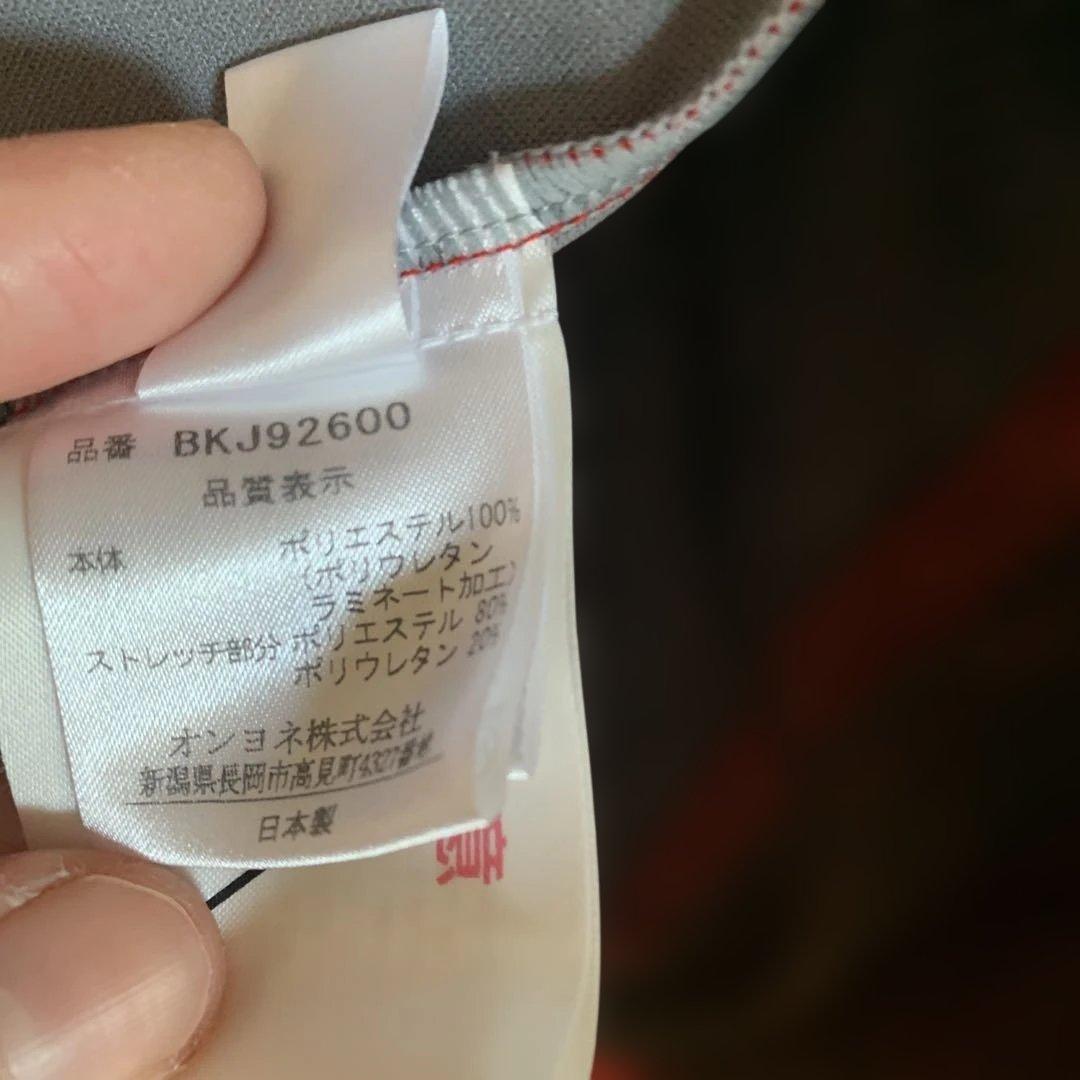 品番 BKJ92600
品質表示
本体 ポリエステル100%
(ポリウレタン
ラミネート加工)
ストレッチ部分 ポリエステル 80%
ポリウレタン 20%
オンヨネ株式会社
新潟県長岡市高見町4327番地
日本製
意